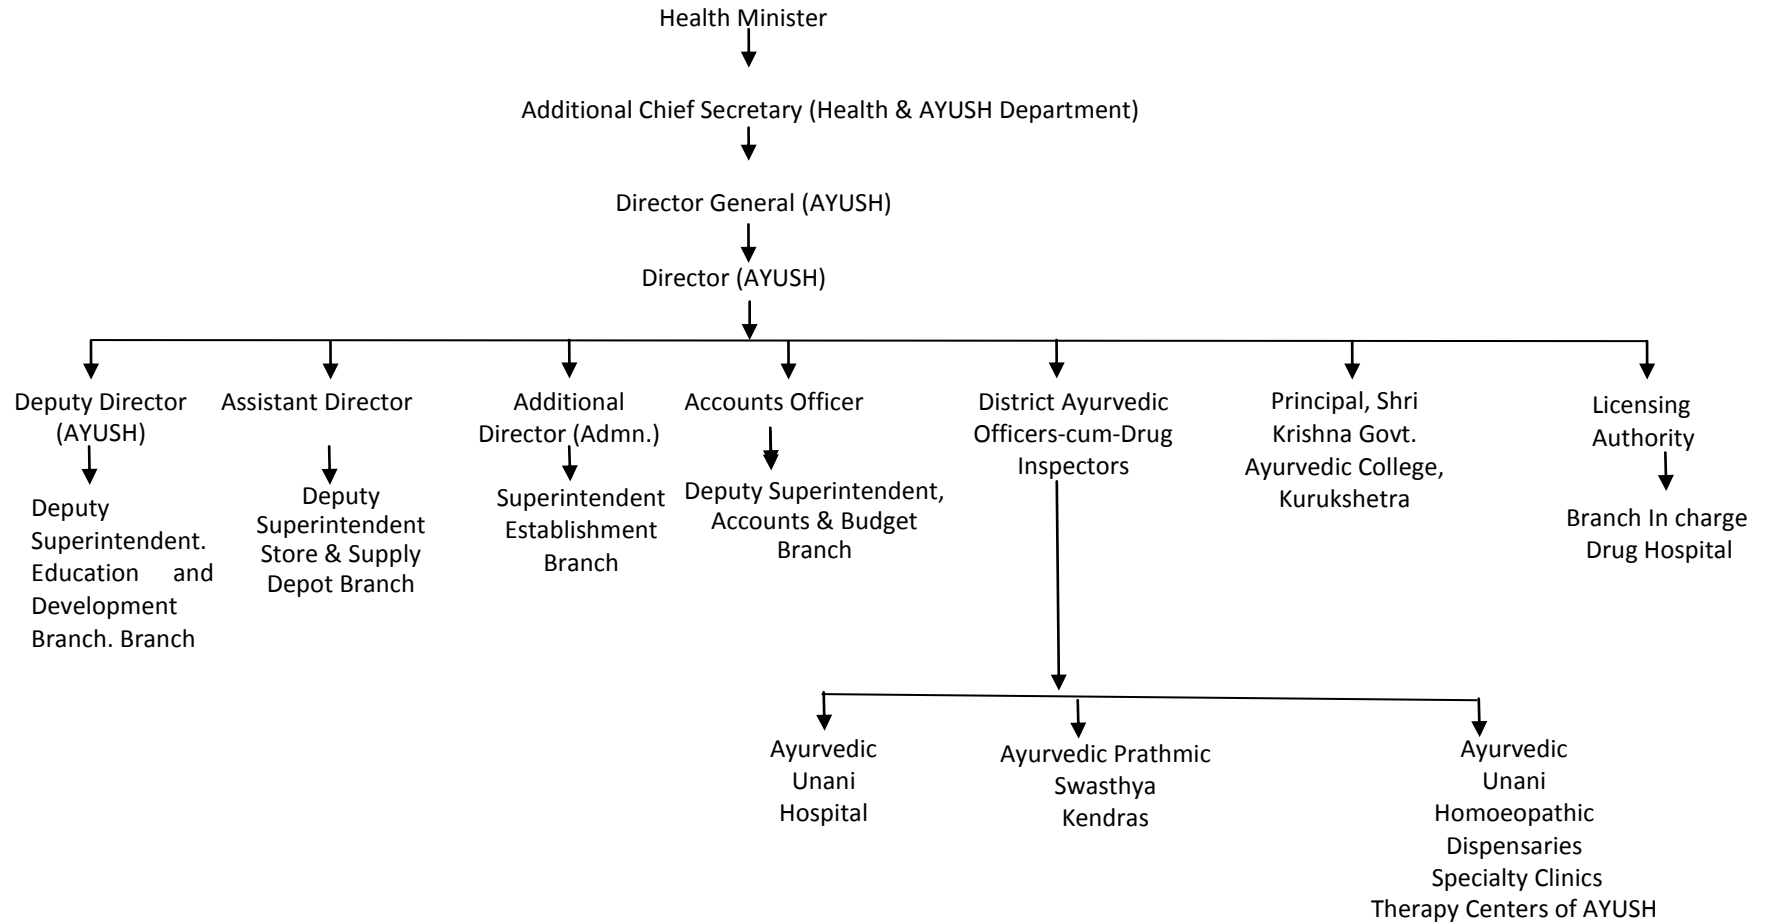 Health Minister
Additional Chief Secretary (Health & AYUSH Department)
Director General (AYUSH)
Director (AYUSH)
Deputy Director
(AYUSH)
Deputy
Superintendent.
Education and
Development
Branch. Branch
Assistant Director
Deputy
Superintendent
Store & Supply
Depot Branch
Additional
Director (Admn.)
Superintendent
Establishment
Branch
Accounts Officer
Deputy Superintendent,
Accounts & Budget
Branch
District Ayurvedic
Officers-cum-Drug
Inspectors
Principal, Shri
Krishna Govt.
Ayurvedic College,
Kurukshetra
Licensing
Authority
Branch In charge
Drug Hospital
Ayurvedic
Unani
Hospital
Ayurvedic Prathmic
Swasthya
Kendras
Ayurvedic
Unani
Homoeopathic
Dispensaries
Specialty Clinics
Therapy Centers of AYUSH